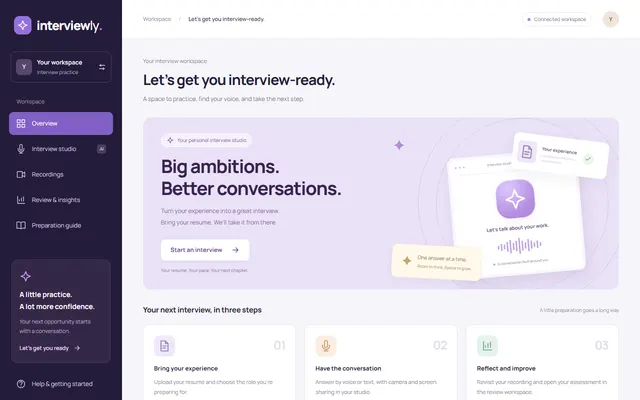 interviewly.
Y
Your workspace
Interview practice
Workspace
Overview
Interview studio
AI
Recordings
Review & insights
Preparation guide
A little practice.
A lot more confidence.
Your next opportunity starts
with a conversation.
Let's get you ready →
Help & getting started
Workspace
Let's get you interview-ready.
Connected workspace
Y
Your interview workspace
Let's get you interview-ready.
A space to practice, find your voice, and take the next step.
Your personal interview studio
Big ambitions.
Better conversations.
Turn your experience into a great interview.
Bring your resume. We'll take it from there.
Start an interview →
Your resume. Your pace. Your next chapter.
Your experience
Let's talk about your work.
One answer at a time.
Your next interview, in three steps
A little preparation goes a long way
01
Bring your experience
Upload your resume and choose the role you're
preparing for.
02
Have the conversation
Answer by voice or text, with camera and screen
sharing in your studio.
03
Reflect and improve
Revisit your recording and open your assessment in
the review workspace.